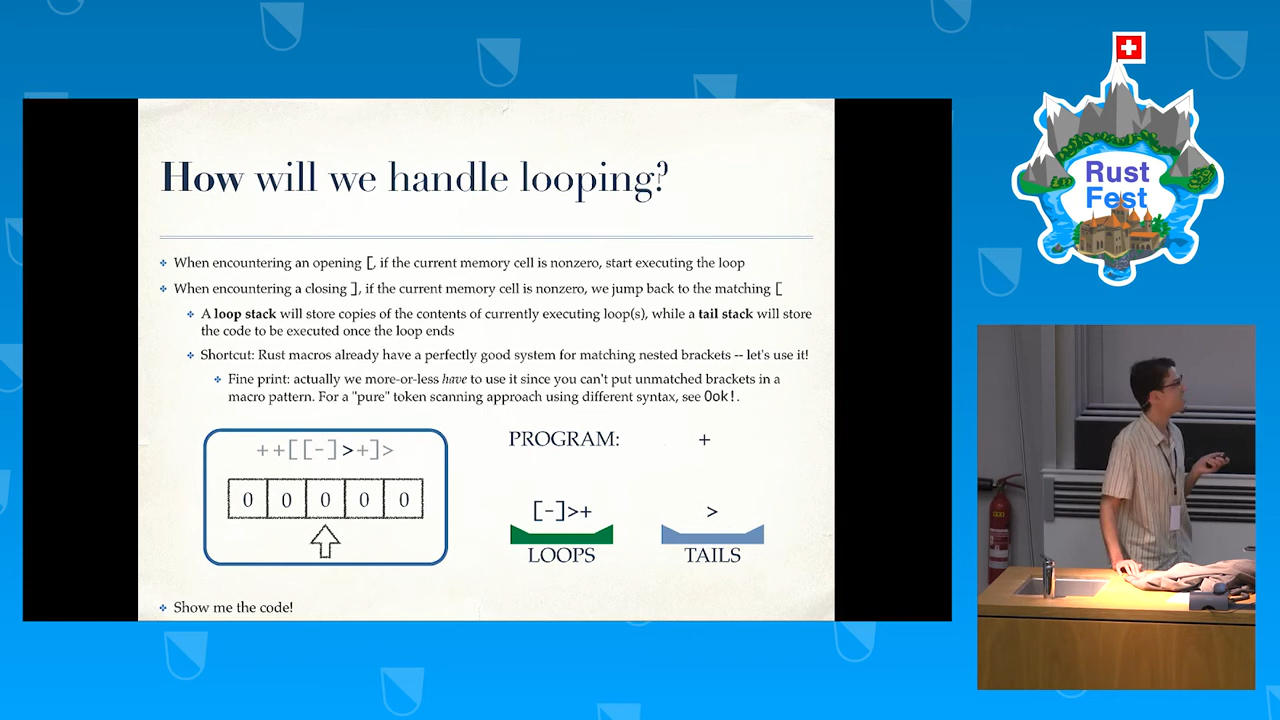 How will we handle looping?
When encountering an opening [, if the current memory cell is nonzero, start executing the loop
When encountering a closing ], if the current memory cell is nonzero, we jump back to the matching [
A loop stack will store copies of the contents of currently executing loop(s), while a tail stack will store
the code to be executed once the loop ends
Shortcut: Rust macros already have a perfectly good system for matching nested brackets -- let's use it!
Fine print: actually we more-or-less have to use it since you can't put unmatched brackets in a
macro pattern. For a "pure" token scanning approach using different syntax, see Ook!.
++[[-]>+]>
0 0 0 0 0
PROGRAM: +
[-]>+ >
LOOPS TAILS
Show me the code!
Rust
Fest